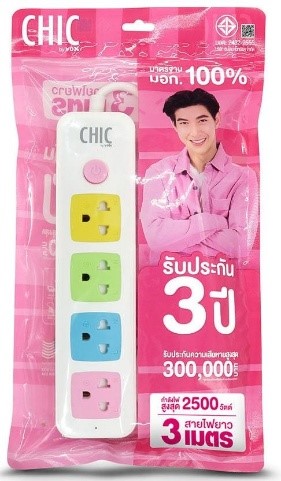 CHIC
by VOX
มาตรฐาน
มอก. 100%
CHIC
รับประกัน
3 ปี
รับประกันความเสียหายสูงสุด
300,000
กำลังไฟ
สูงสุด 2500 วัตต์
สายไฟยาว
3 เมตร
CHIC